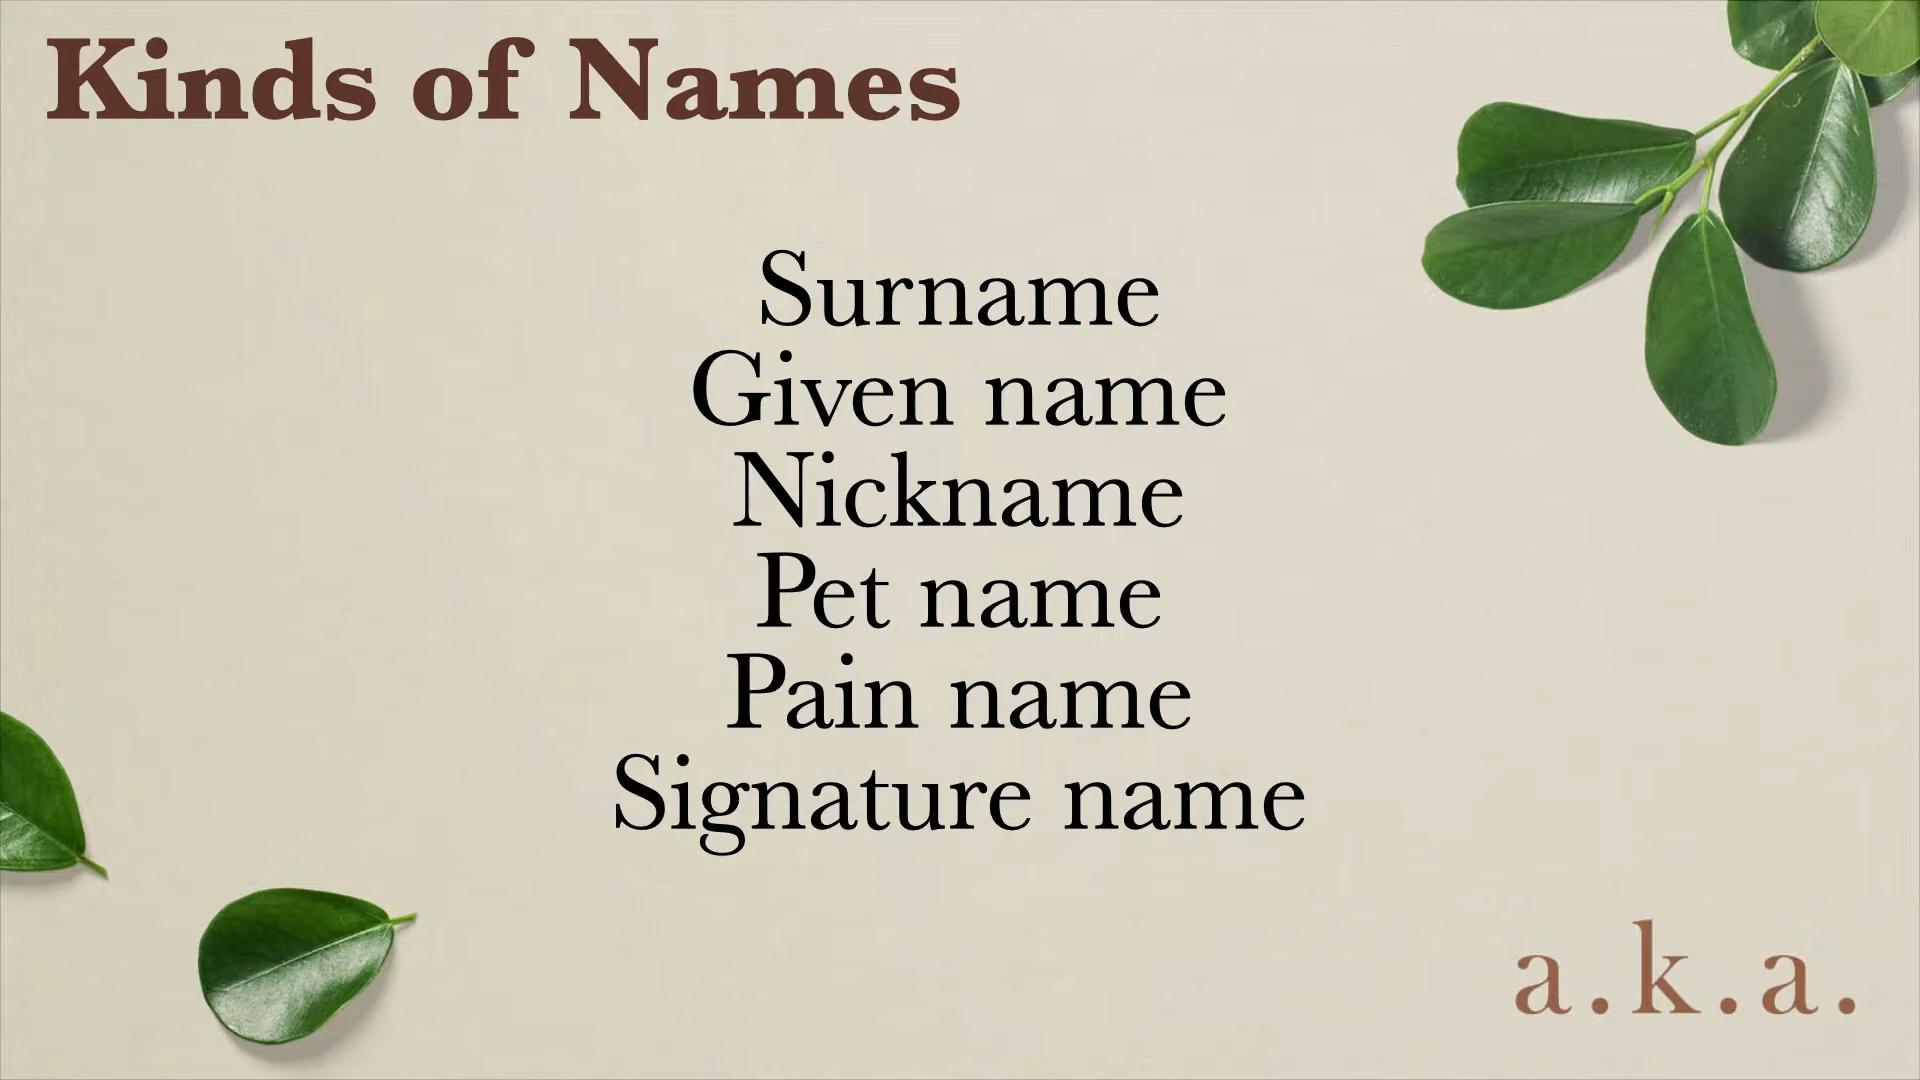 Kinds of Names
Surname
Given name
Nickname
Pet name
Pain name
Signature name
a.k.a.